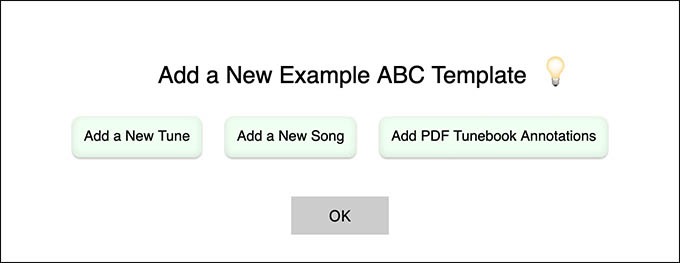 Add a New Example ABC Template
Add a New Tune
Add a New Song
Add PDF Tunebook Annotations
OK